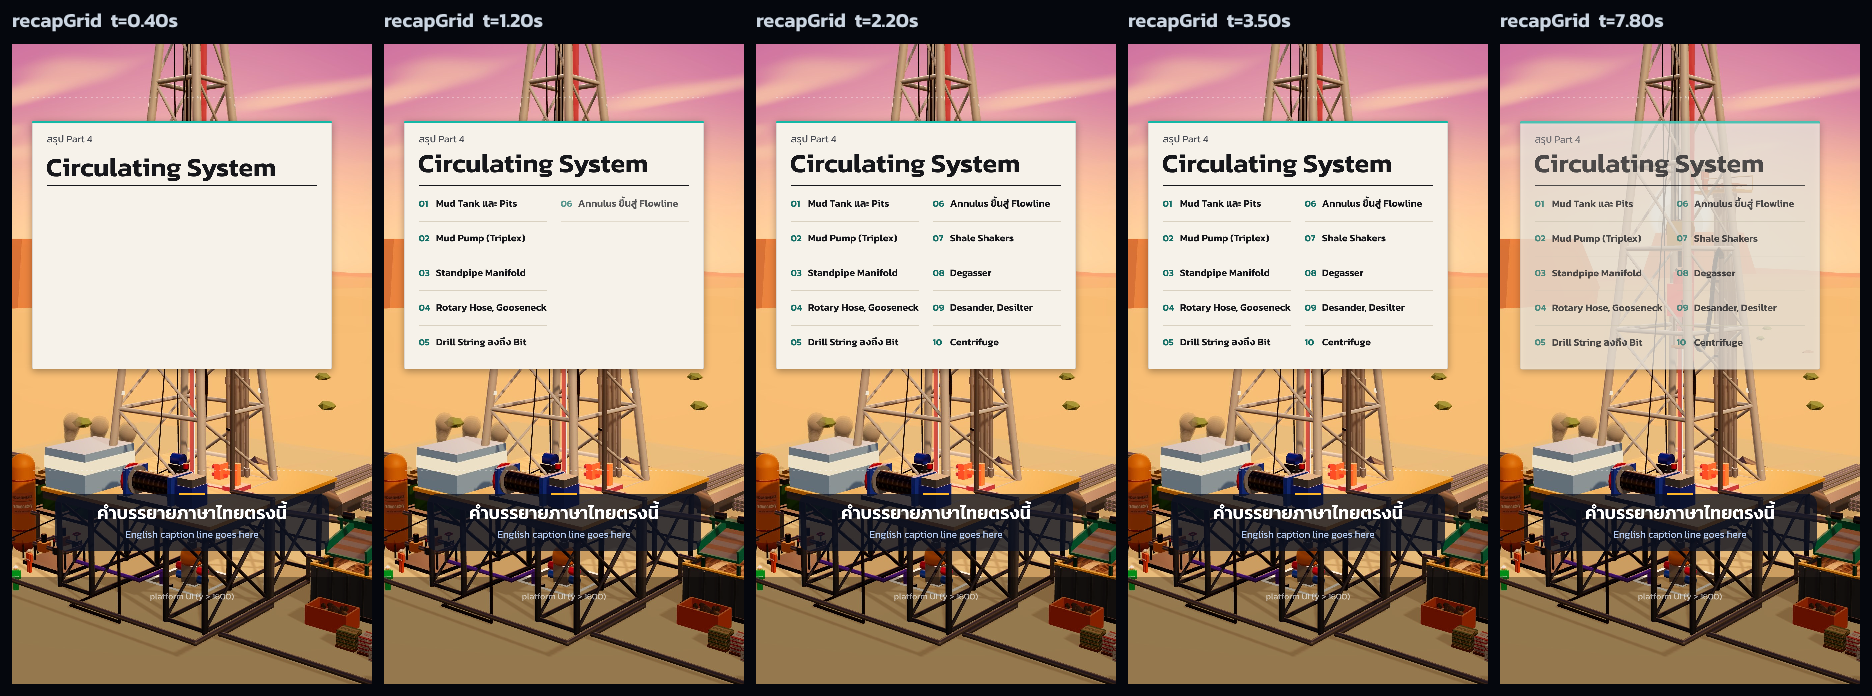 recapGrid t=0.40s
สรุป Part 4
Circulating System
คำบรรยายภาษาไทยตรงนี้
English caption line goes here
platform UI (y > 1600)
recapGrid t=1.20s
สรุป Part 4
Circulating System
01 Mud Tank และ Pits
02 Mud Pump (Triplex)
03 Standpipe Manifold
04 Rotary Hose, Gooseneck
05 Drill String ลงถึง Bit
06 Annulus ขึ้นสู่ Flowline
คำบรรยายภาษาไทยตรงนี้
English caption line goes here
platform UI (y > 1600)
recapGrid t=2.20s
สรุป Part 4
Circulating System
01 Mud Tank และ Pits
02 Mud Pump (Triplex)
03 Standpipe Manifold
04 Rotary Hose, Gooseneck
05 Drill String ลงถึง Bit
06 Annulus ขึ้นสู่ Flowline
07 Shale Shakers
08 Degasser
09 Desander, Desilter
10 Centrifuge
คำบรรยายภาษาไทยตรงนี้
English caption line goes here
platform UI (y > 1600)
recapGrid t=3.50s
สรุป Part 4
Circulating System
01 Mud Tank และ Pits
02 Mud Pump (Triplex)
03 Standpipe Manifold
04 Rotary Hose, Gooseneck
05 Drill String ลงถึง Bit
06 Annulus ขึ้นสู่ Flowline
07 Shale Shakers
08 Degasser
09 Desander, Desilter
10 Centrifuge
คำบรรยายภาษาไทยตรงนี้
English caption line goes here
platform UI (y > 1600)
recapGrid t=7.80s
สรุป Part 4
Circulating System
01 Mud Tank และ Pits
02 Mud Pump (Triplex)
03 Standpipe Manifold
04 Rotary Hose, Gooseneck
05 Drill String ลงถึง Bit
06 Annulus ขึ้นสู่ Flowline
07 Shale Shakers
08 Degasser
09 Desander, Desilter
10 Centrifuge
คำบรรยายภาษาไทยตรงนี้
English caption line goes here
platform UI (y > 1600)